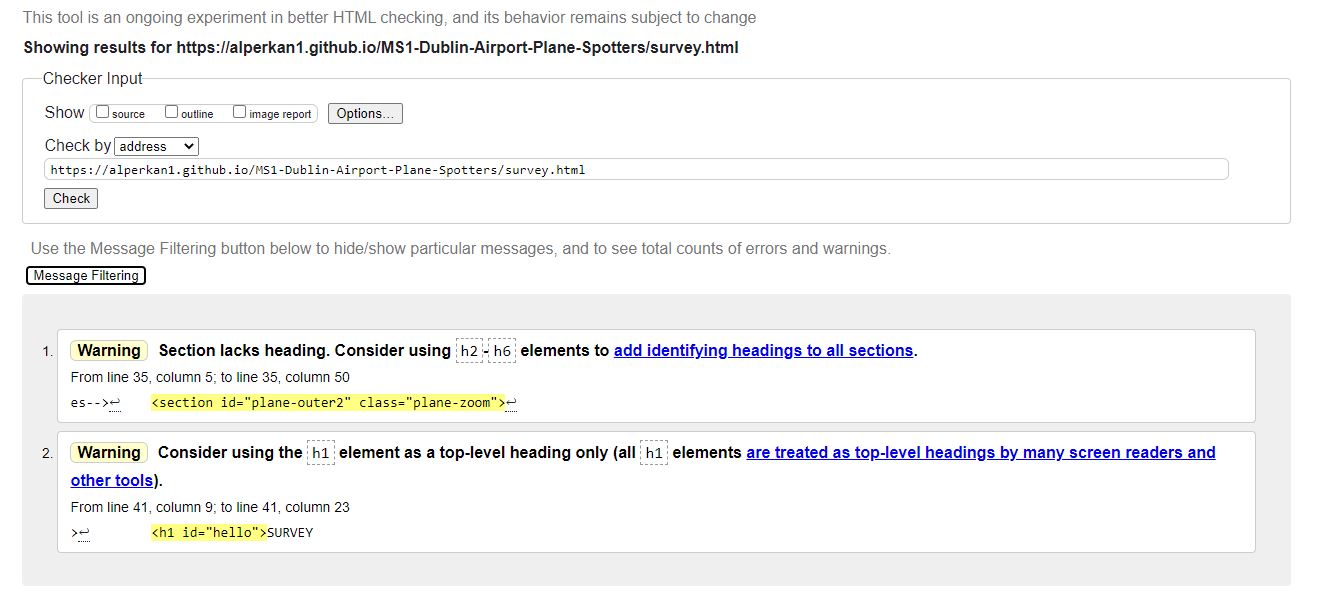 This tool is an ongoing experiment in better HTML checking, and its behavior remains subject to change
Showing results for https://alperkan1.github.io/MS1-Dublin-Airport-Plane-Spotters/survey.html
Checker Input
Show source outline image report Options...
Check by address
https://alperkan1.github.io/MS1-Dublin-Airport-Plane-Spotters/survey.html
Check
Use the Message Filtering button below to hide/show particular messages, and to see total counts of errors and warnings.
Message Filtering
1. Warning Section lacks heading. Consider using h2-h6 elements to add identifying headings to all sections.
From line 35, column 5; to line 35, column 50
es-->↩ <section id="plane-outer2" class="plane-zoom">↩
2. Warning Consider using the h1 element as a top-level heading only (all h1 elements are treated as top-level headings by many screen readers and
other tools).
From line 41, column 9; to line 41, column 23
>↩ <h1 id="hello">SURVEY